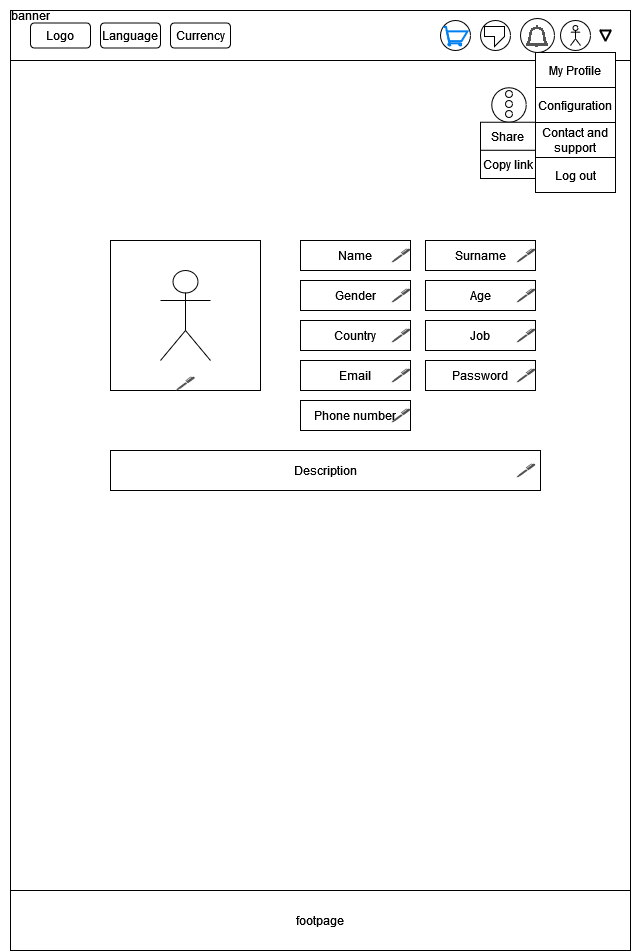 banner
Logo
Language
Currency
My Profile
Configuration
Contact and
support
Log out
Share
Copy link
Name
Surname
Gender
Age
Country
Job
Email
Password
Phone number
Description
footpage